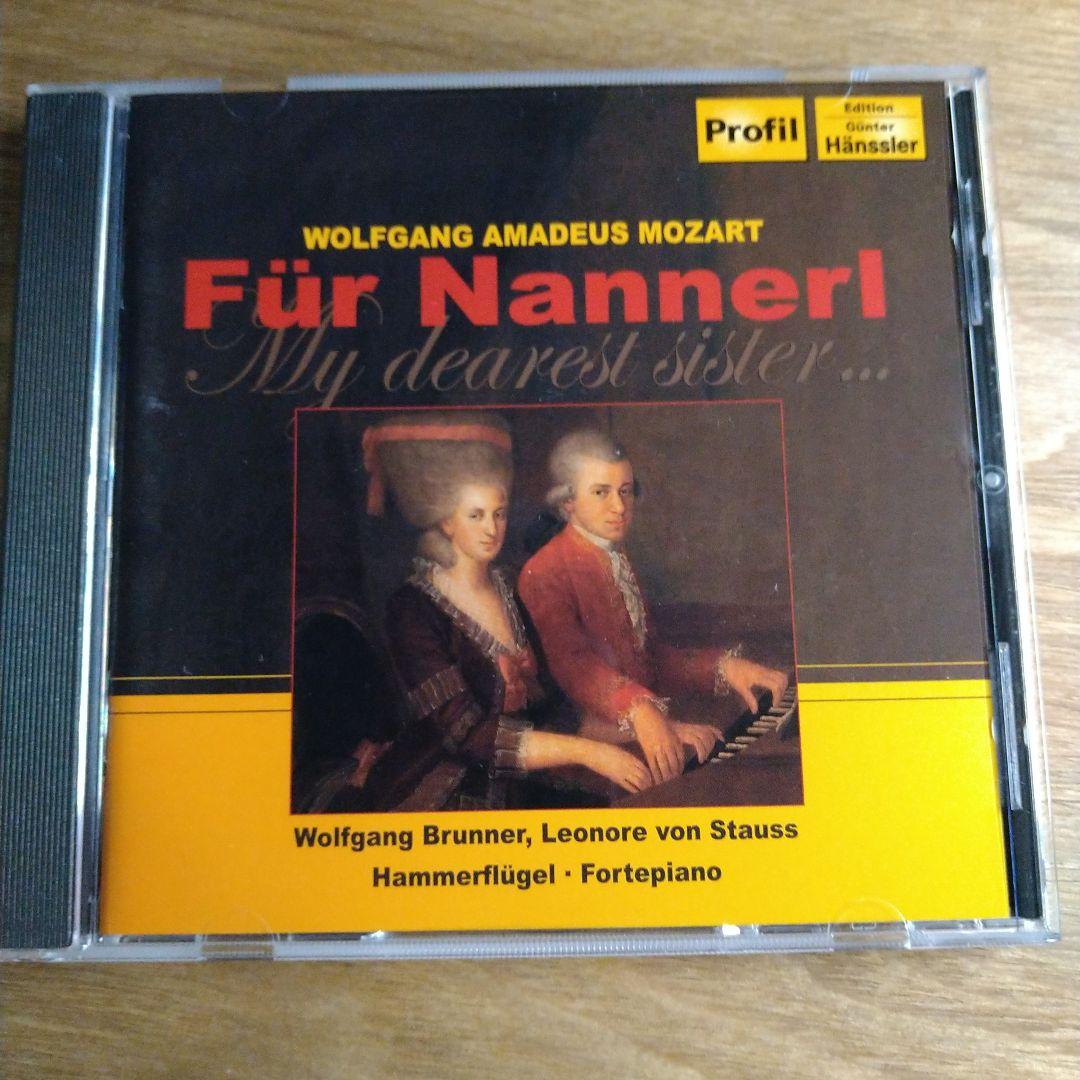 Profil
Edition
Günter
Hänssler
WOLFGANG AMADEUS MOZART
Für Nannerl
My dearest sister...
Wolfgang Brunner, Leonore von Stauss
Hammerflügel · Fortepiano